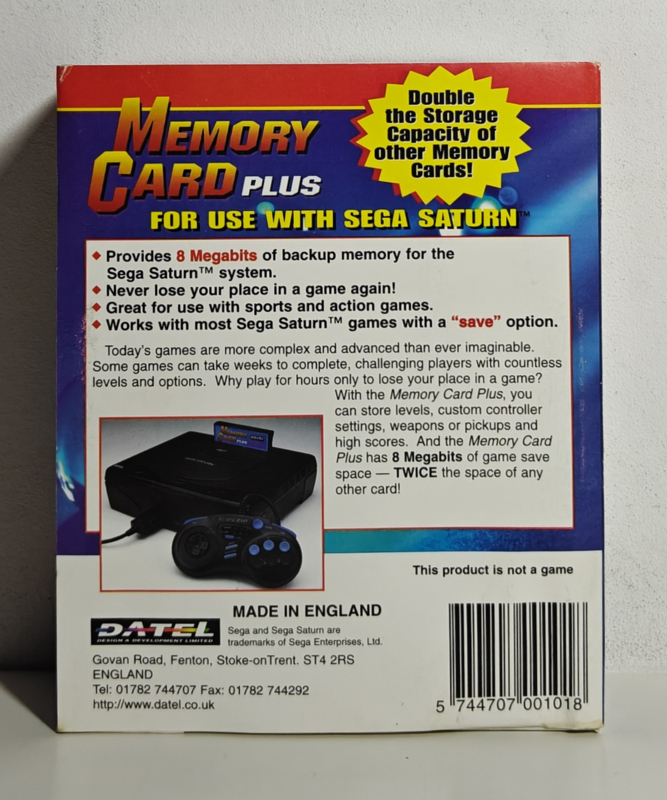 MEMORY
CARD PLUS
Double
the Storage
Capacity of
other Memory
Cards!
FOR USE WITH SEGA SATURN™
◆ Provides 8 Megabits of backup memory for the
Sega Saturn™ system.
◆ Never lose your place in a game again!
◆ Great for use with sports and action games.
◆ Works with most Sega Saturn™ games with a “save” option.
Today's games are more complex and advanced than ever imaginable.
Some games can take weeks to complete, challenging players with countless
levels and options. Why play for hours only to lose your place in a game?
With the Memory Card Plus, you
can store levels, custom controller
settings, weapons or pickups and
high scores. And the Memory Card
Plus has 8 Megabits of game save
space — TWICE the space of any
other card!
MEMORY
CARD PLUS
This product is not a game
MADE IN ENGLAND
DATEL
DESIGN & DEVELOPMENT LIMITED
Sega and Sega Saturn are
trademarks of Sega Enterprises, Ltd.
Govan Road, Fenton, Stoke-onTrent. ST4 2RS
ENGLAND
Tel: 01782 744707 Fax: 01782 744292
http://www.datel.co.uk
5 744707 001018